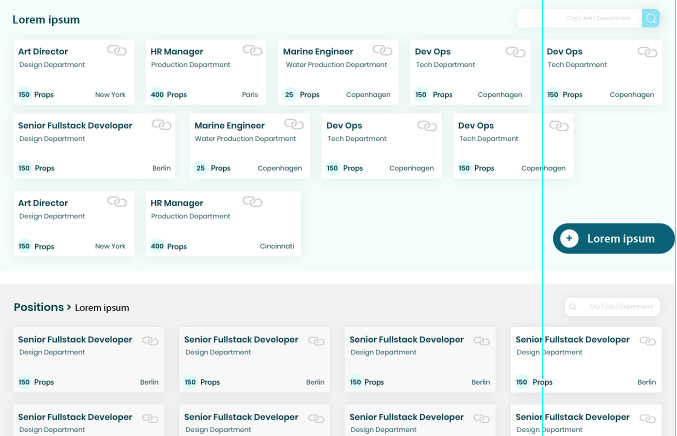 Lorem ipsum
City / Job / Department
Art Director
Design Department
150 Props New York
HR Manager
Production Department
400 Props Paris
Marine Engineer
Water Production Department
25 Props Copenhagen
Dev Ops
Tech Department
150 Props Copenhagen
Dev Ops
Tech Department
150 Props Copenhagen
Senior Fullstack Developer
Design Department
150 Props Berlin
Marine Engineer
Water Production Department
25 Props Copenhagen
Dev Ops
Tech Department
150 Props Copenhagen
Dev Ops
Tech Department
150 Props Copenhagen
Art Director
Design Department
150 Props New York
HR Manager
Production Department
400 Props Cincinnati
+ Lorem ipsum
Positions > Lorem ipsum
City / Job / Department
Senior Fullstack Developer
Design Department
150 Props Berlin
Senior Fullstack Developer
Design Department
150 Props Berlin
Senior Fullstack Developer
Design Department
150 Props Berlin
Senior Fullstack Developer
Design Department
150 Props Berlin
Senior Fullstack Developer
Design Department
Senior Fullstack Developer
Design Department
Senior Fullstack Developer
Design Department
Senior Fullstack Developer
Design Department